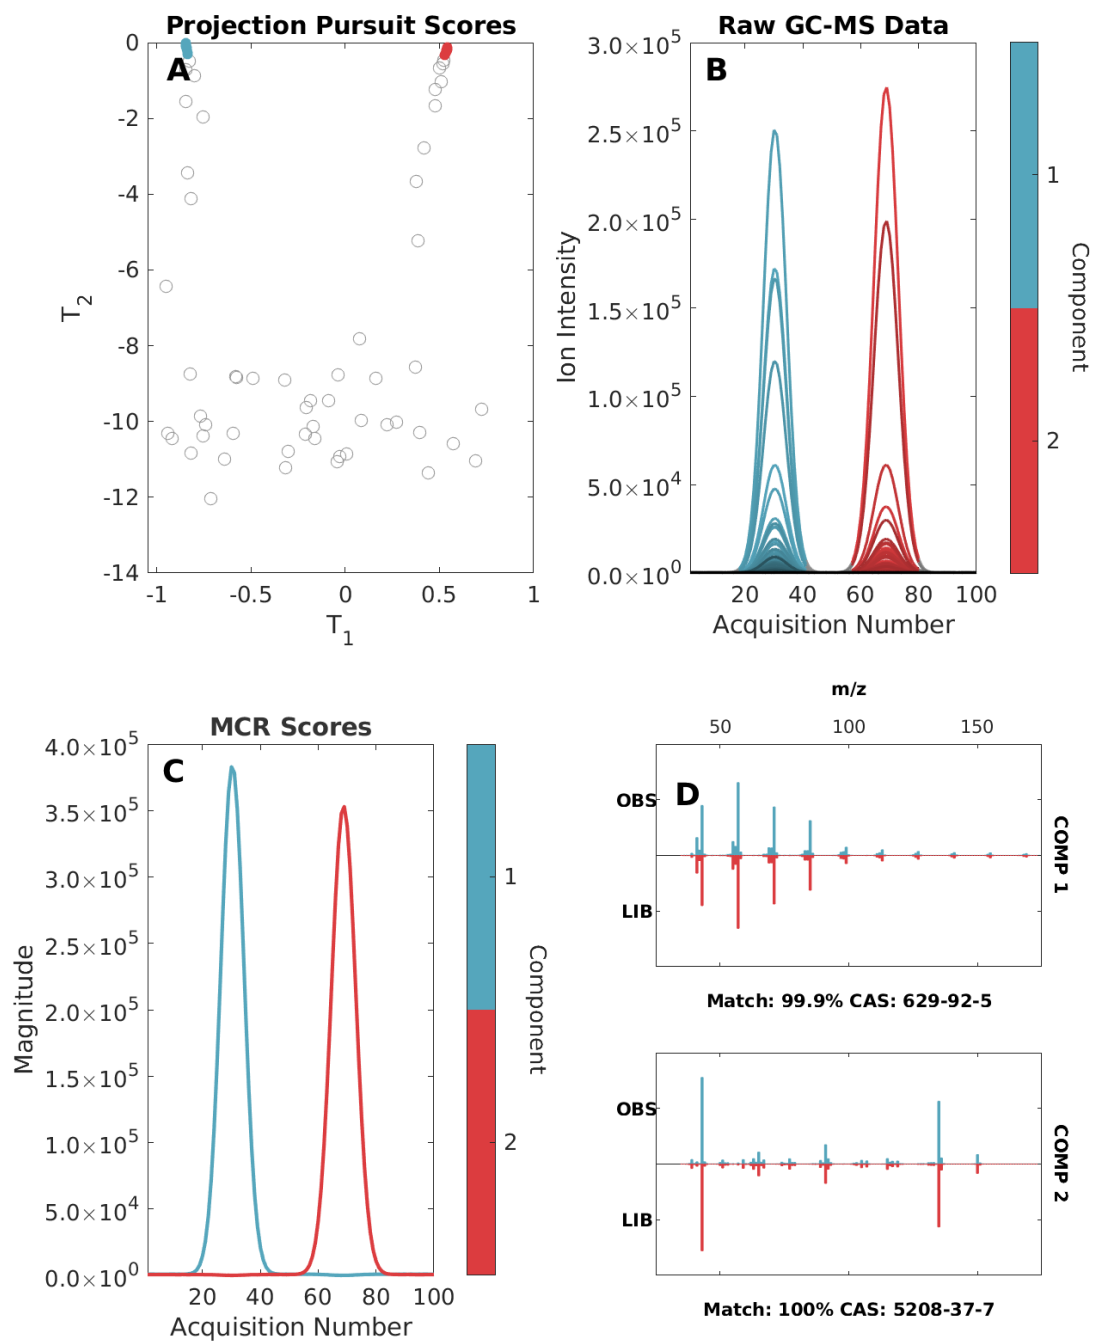 Projection Pursuit Scores
A
0
-2
-4
-6
-8
-10
-12
-14
T2
-1
-0.5
0
0.5
1
T1
Raw GC-MS Data
B
3.0×10^5
2.5×10^5
2.0×10^5
1.5×10^5
1.0×10^5
5.0×10^4
0.0×10^0
Ion Intensity
20
40
60
80
100
Acquisition Number
1
2
Component
MCR Scores
C
4.0×10^5
3.5×10^5
3.0×10^5
2.5×10^5
2.0×10^5
1.5×10^5
1.0×10^5
5.0×10^4
0.0×10^0
Magnitude
20
40
60
80
100
Acquisition Number
1
2
Component
m/z
50
100
150
D
OBS
LIB
COMP 1
Match: 99.9% CAS: 629-92-5
OBS
LIB
COMP 2
Match: 100% CAS: 5208-37-7